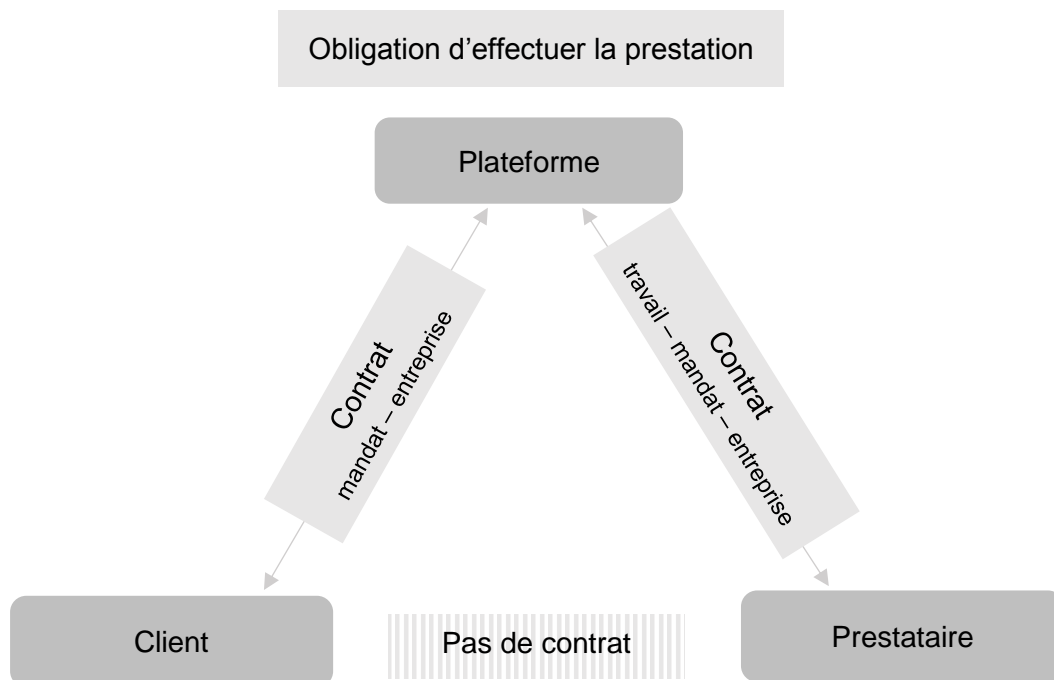 Obligation d’effectuer la prestation
Plateforme
Contrat
mandat – entreprise
Contrat
travail – mandat – entreprise
Client
Pas de contrat
Prestataire